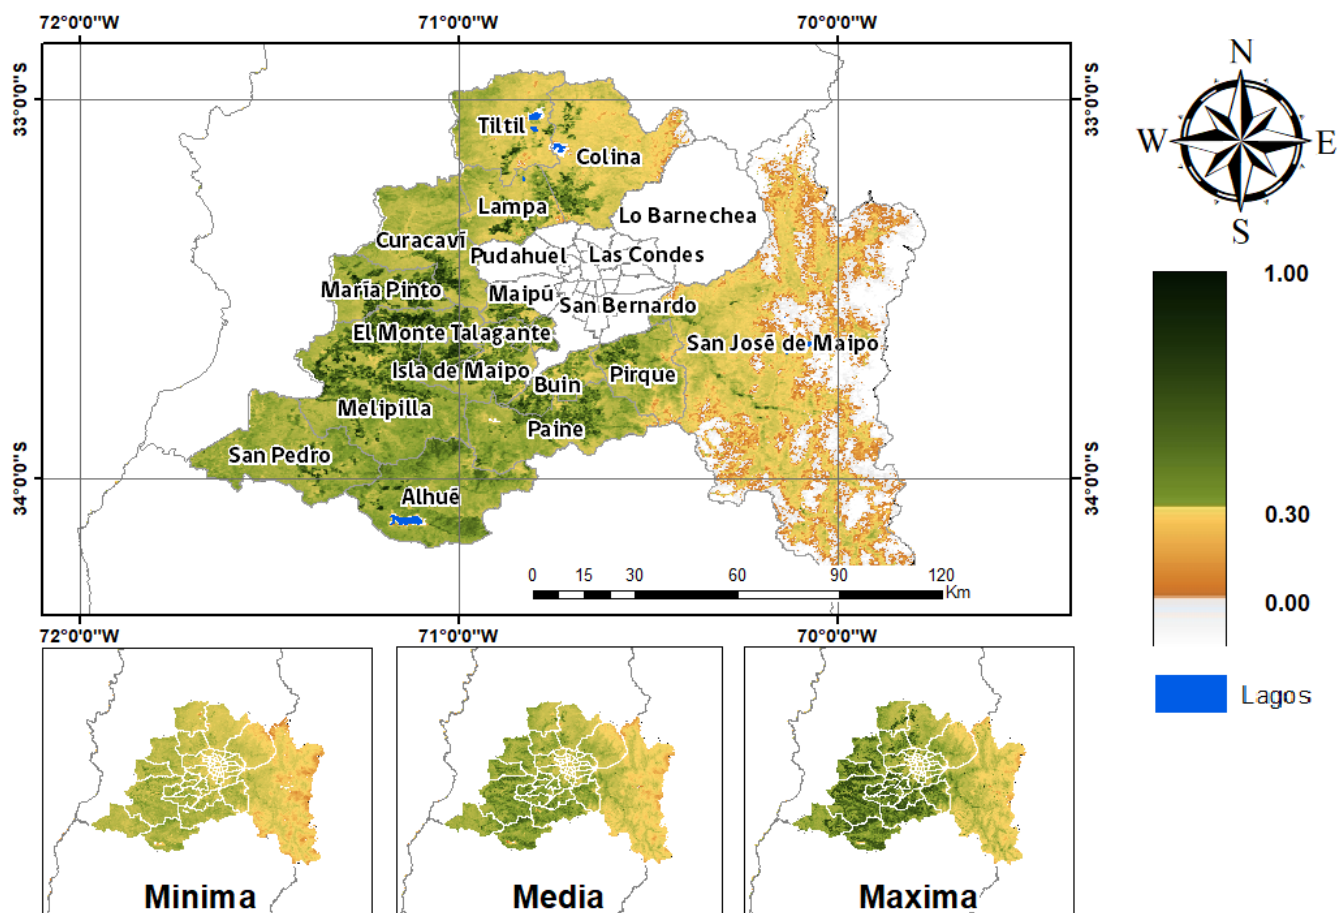 72°0'0"W 71°0'0"W 70°0'0"W
33°0'0"S
33°0'0"S
34°0'0"S
34°0'0"S
Tiltil
Colina
Lampa
Lo Barnechea
Curacaví
Pudahuel
Las Condes
María Pinto
Maipú
San Bernardo
El Monte
Talagante
San José de Maipo
Isla de Maipo
Pirque
Buin
Melipilla
Paine
San Pedro
Alhué
0 15 30 60 90 120
Km
72°0'0"W 71°0'0"W 70°0'0"W
N
W
E
S
1.00
0.30
0.00
Lagos
Minima
Media
Maxima